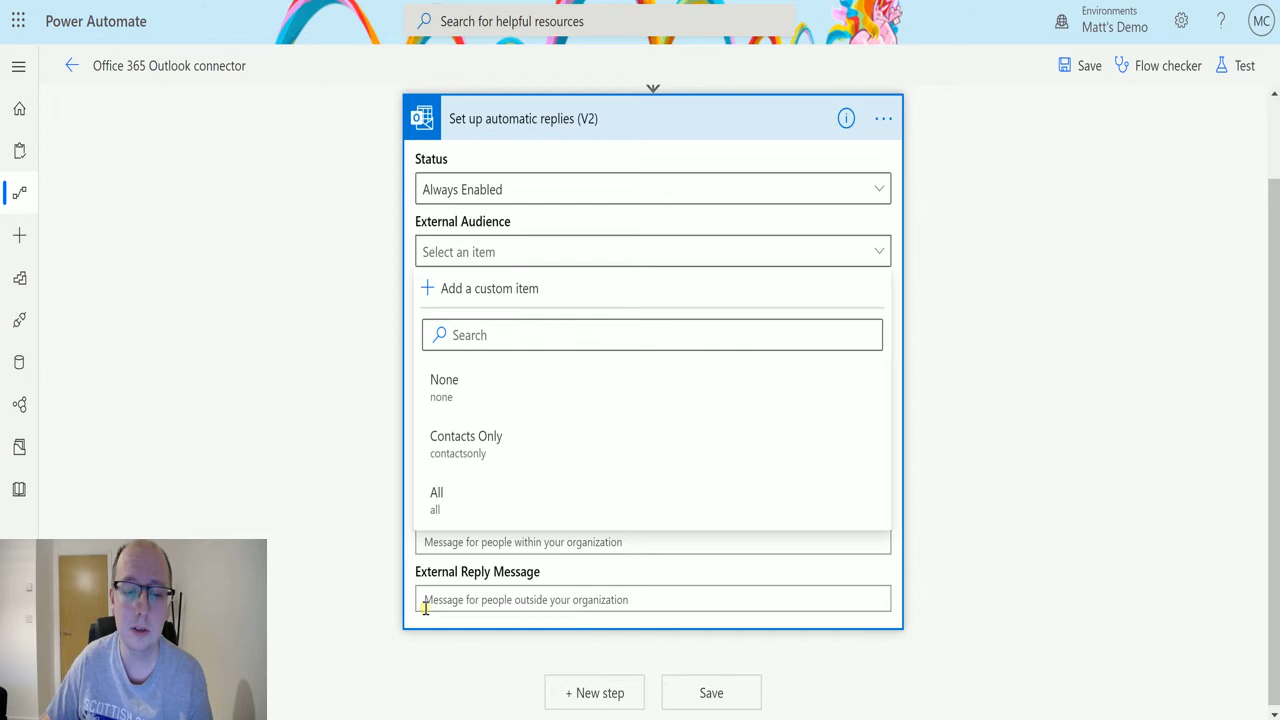 Power Automate
Search for helpful resources
Environments
Matt's Demo
?
MC
Office 365 Outlook connector
Save
Flow checker
Test
Set up automatic replies (V2)
Status
Always Enabled
External Audience
Select an item
Add a custom item
Search
None
none
Contacts Only
contactsonly
All
all
Message for people within your organization
External Reply Message
Message for people outside your organization
+ New step
Save